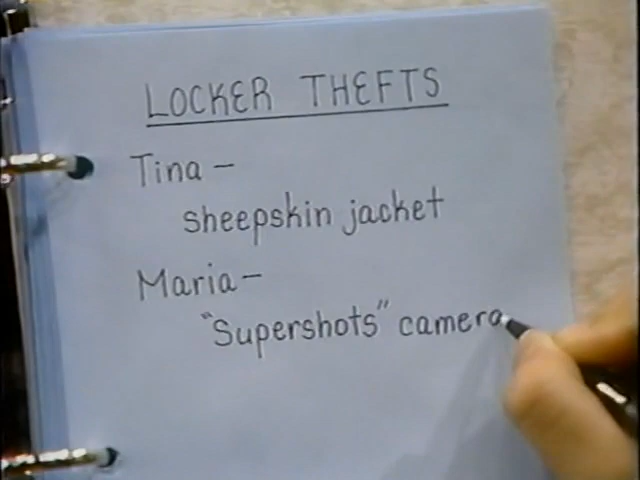 LOCKER THEFTS
Tina –
sheepskin jacket
Maria –
"Supershots" camera